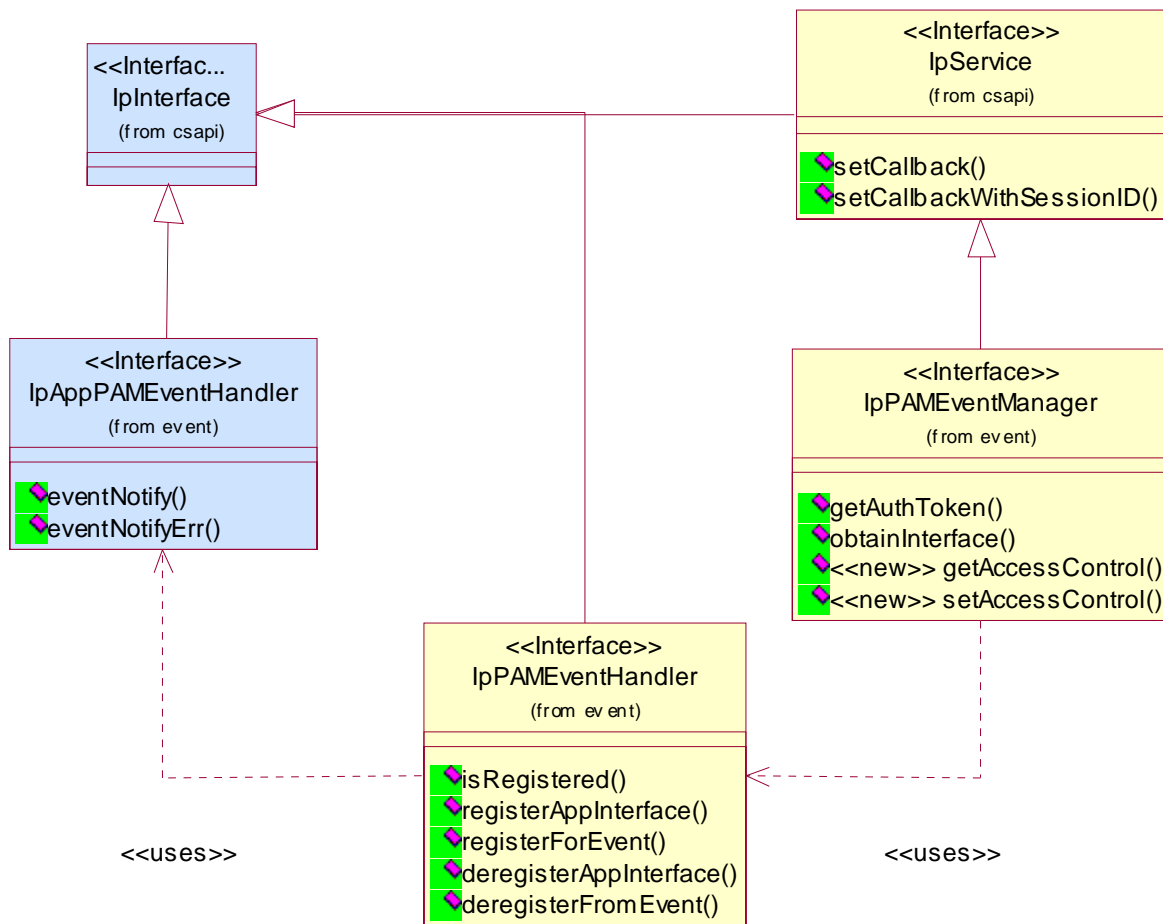 <<Interfac...
IpInterface
(from csapi)
<<Interface>>
IpService
(from csapi)
setCallback()
setCallbackWithSessionID()
<<Interface>>
IpAppPAMEventHandler
(from event)
eventNotify()
eventNotifyErr()
<<Interface>>
IpPAMEventManager
(from event)
getAuthToken()
obtainInterface()
<<new>> getAccessControl()
<<new>> setAccessControl()
<<Interface>>
IpPAMEventHandler
(from event)
isRegistered()
registerAppInterface()
registerForEvent()
deregisterAppInterface()
deregisterFromEvent()
<<uses>>
<<uses>>